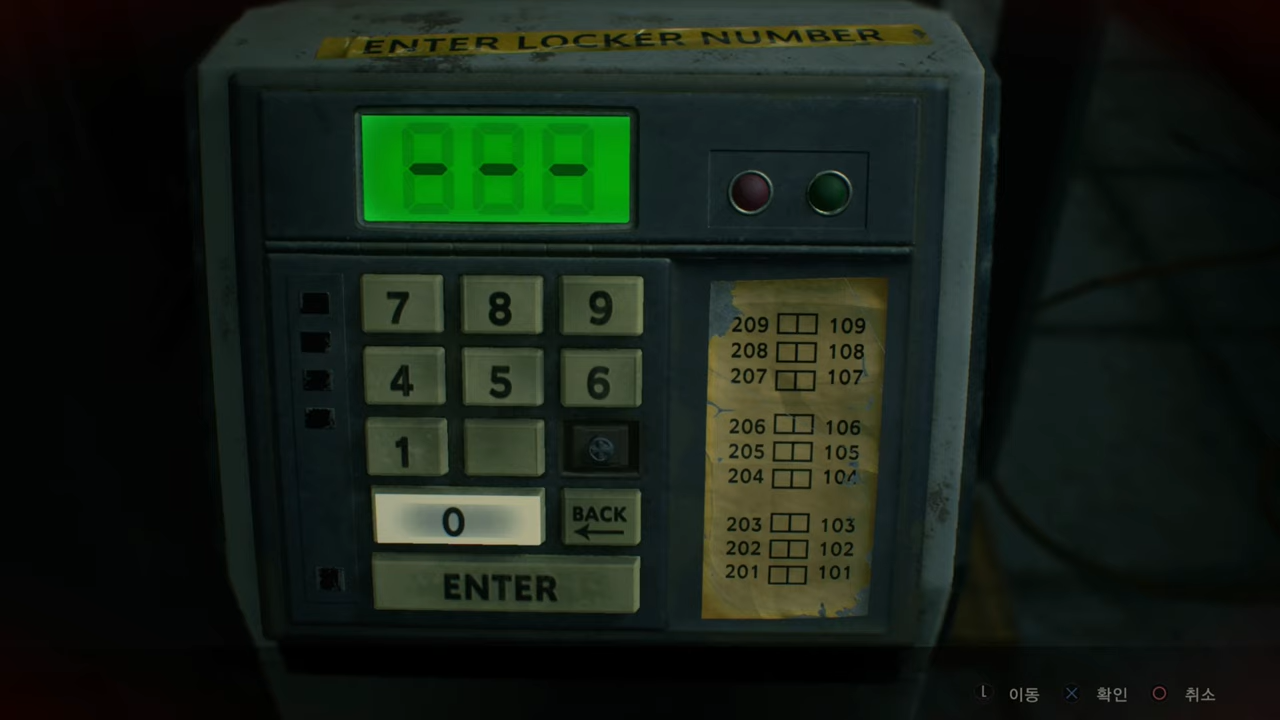 ENTER LOCKER NUMBER
- - -
7 8 9
4 5 6
1
0 BACK
ENTER
209 109
208 108
207 107
206 106
205 105
204 104
203 103
202 102
201 101
L 이동 확인 취소